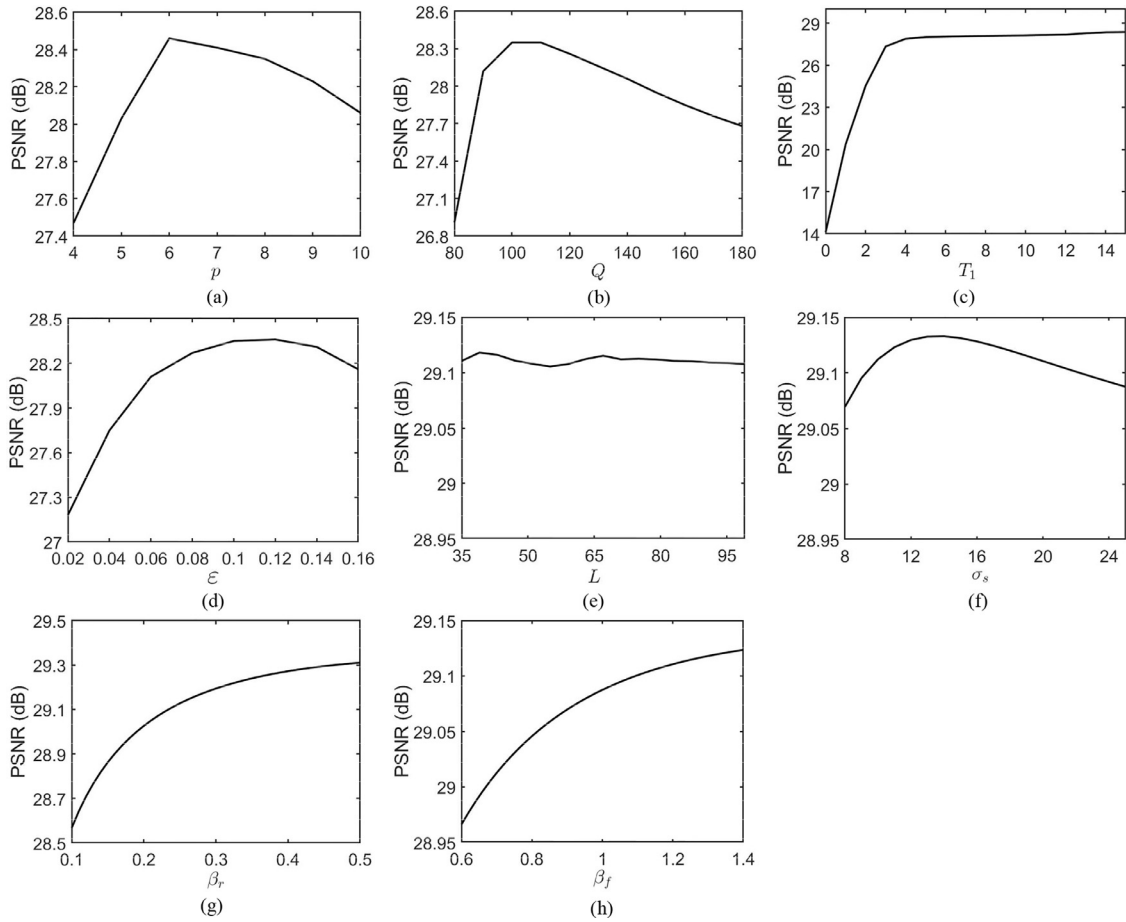 28.6
28.4
28.2
28
27.8
27.6
27.4
PSNR (dB)
4 5 6 7 8 9 10
p
(a)
28.6
28.3
28
27.7
27.4
27.1
26.8
PSNR (dB)
80 100 120 140 160 180
Q
(b)
29
26
23
20
17
14
PSNR (dB)
0 2 4 6 8 10 12 14
T1
(c)
28.5
28.2
27.9
27.6
27.3
27
PSNR (dB)
0.02 0.04 0.06 0.08 0.1 0.12 0.14 0.16
ε
(d)
29.15
29.1
29.05
29
28.95
PSNR (dB)
35 50 65 80 95
L
(e)
29.15
29.1
29.05
29
28.95
PSNR (dB)
8 12 16 20 24
σs
(f)
29.5
29.3
29.1
28.9
28.7
28.5
PSNR (dB)
0.1 0.2 0.3 0.4 0.5
βr
(g)
29.15
29.1
29.05
29
28.95
PSNR (dB)
0.6 0.8 1 1.2 1.4
βf
(h)